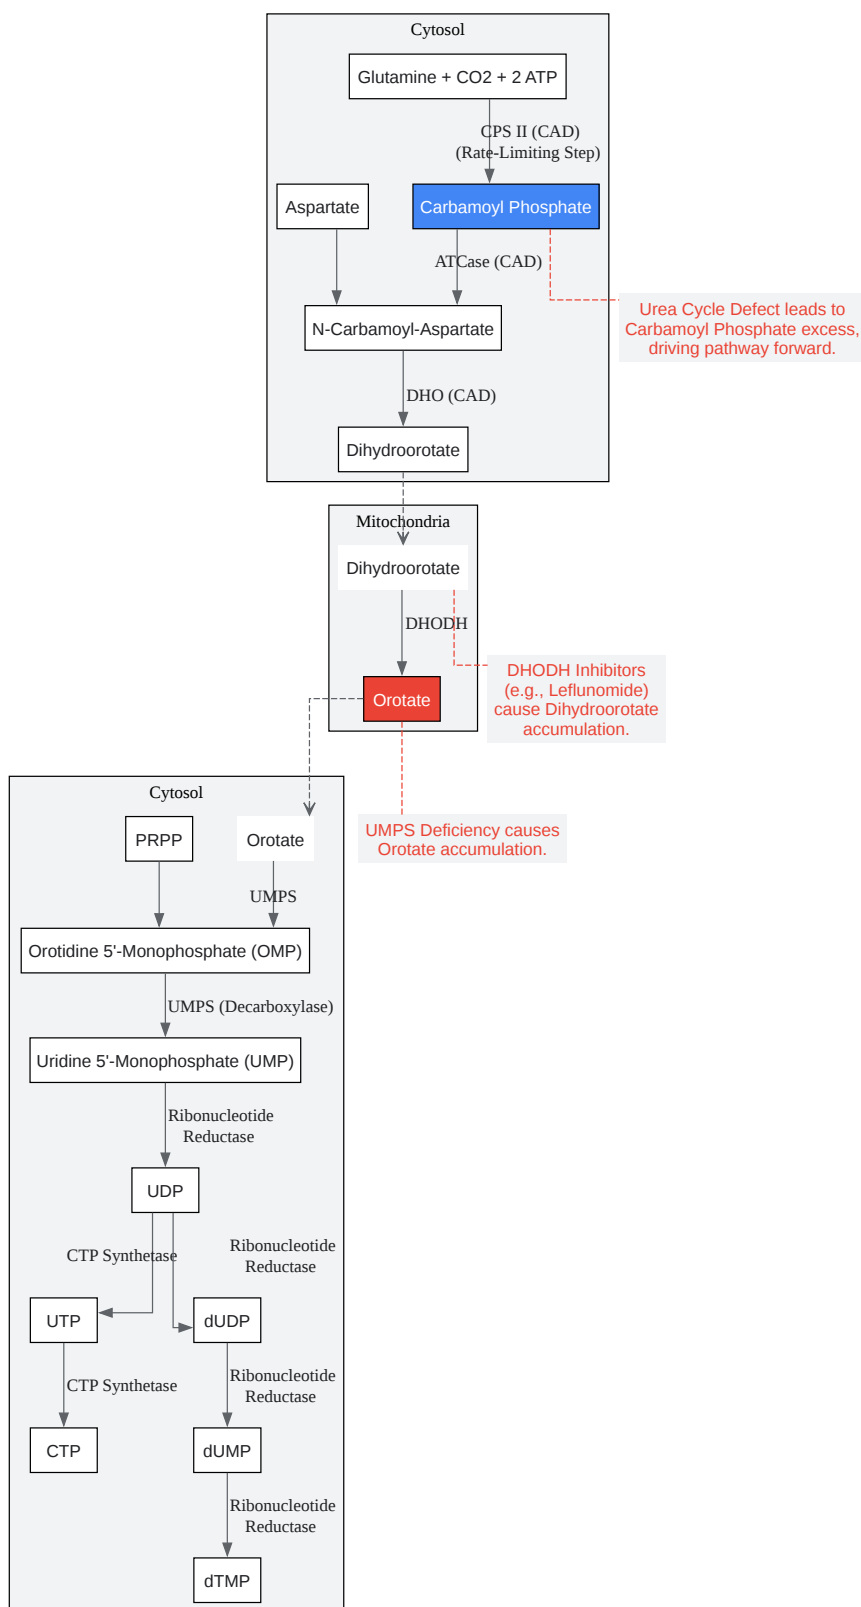 Cytosol
Glutamine + CO2 + 2 ATP
CPS II (CAD)
(Rate-Limiting Step)
Aspartate
Carbamoyl Phosphate
ATCase (CAD)
Urea Cycle Defect leads to
Carbamoyl Phosphate excess,
driving pathway forward.
N-Carbamoyl-Aspartate
DHO (CAD)
Dihydroorotate
Mitochondria
Dihydroorotate
DHODH
DHODH Inhibitors
(e.g., Leflunomide)
cause Dihydroorotate
accumulation.
Orotate
Cytosol
PRPP
Orotate
UMPS Deficiency causes
Orotate accumulation.
UMPS
Orotidine 5'-Monophosphate (OMP)
UMPS (Decarboxylase)
Uridine 5'-Monophosphate (UMP)
Ribonucleotide
Reductase
UDP
CTP Synthetase
Ribonucleotide
Reductase
UTP
dUDP
CTP Synthetase
Ribonucleotide
Reductase
CTP
dUMP
Ribonucleotide
Reductase
dTMP